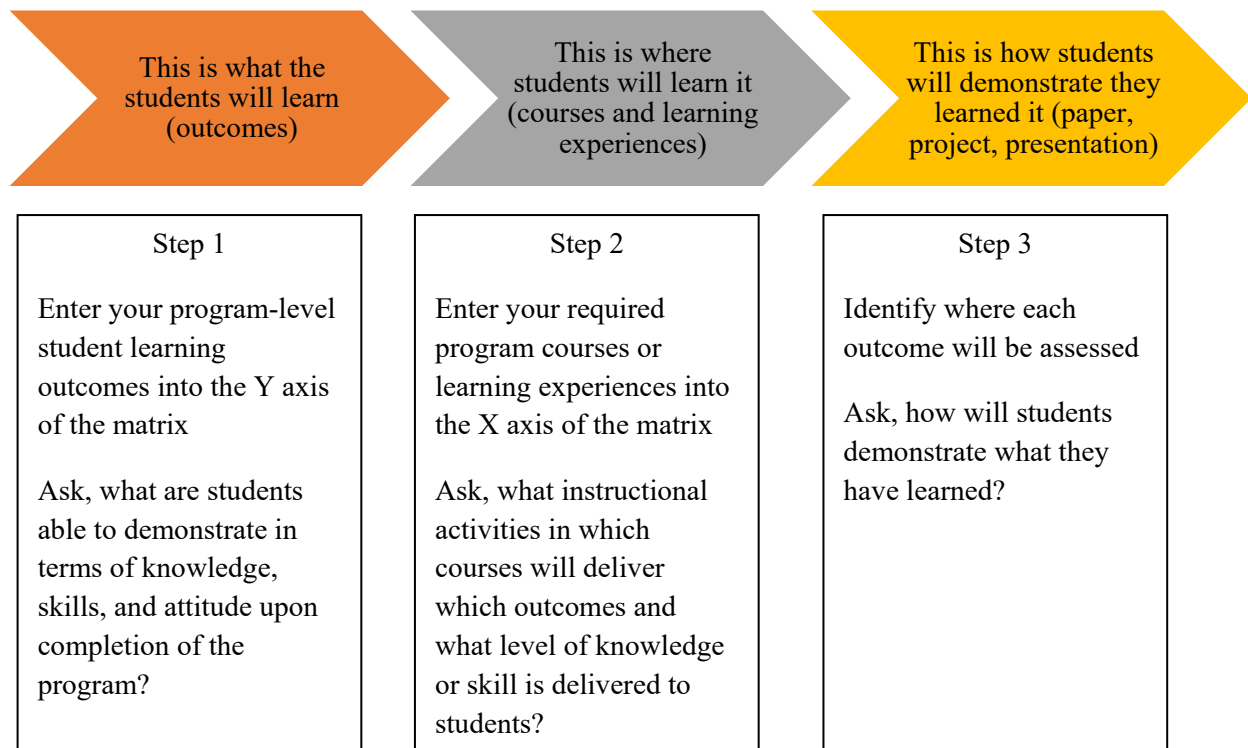 This is what the
students will learn
(outcomes)
This is where
students will learn it
(courses and learning
experiences)
This is how students
will demonstrate they
learned it (paper,
project, presentation)
Step 1
Enter your program-level
student learning
outcomes into the Y axis
of the matrix
Ask, what are students
able to demonstrate in
terms of knowledge,
skills, and attitude upon
completion of the
program?
Step 2
Enter your required
program courses or
learning experiences into
the X axis of the matrix
Ask, what instructional
activities in which
courses will deliver
which outcomes and
what level of knowledge
or skill is delivered to
students?
Step 3
Identify where each
outcome will be assessed
Ask, how will students
demonstrate what they
have learned?